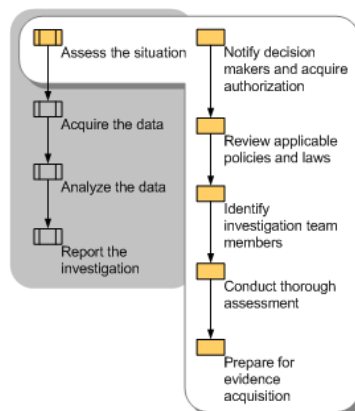 Assess the situation
Acquire the data
Analyze the data
Report the
investigation
Notify decision
makers and acquire
authorization
Review applicable
policies and laws
Identify
investigation team
members
Conduct thorough
assessment
Prepare for
evidence
acquisition